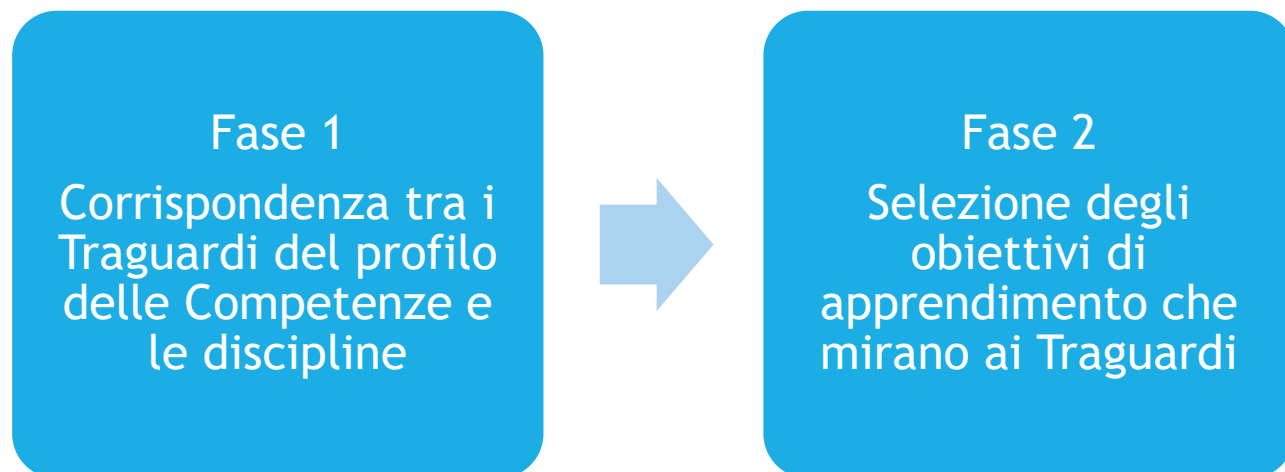 Fase 1
Corrispondenza tra i
Traguardi del profilo
delle Competenze e
le discipline
Fase 2
Selezione degli
obiettivi di
apprendimento che
mirano ai Traguardi